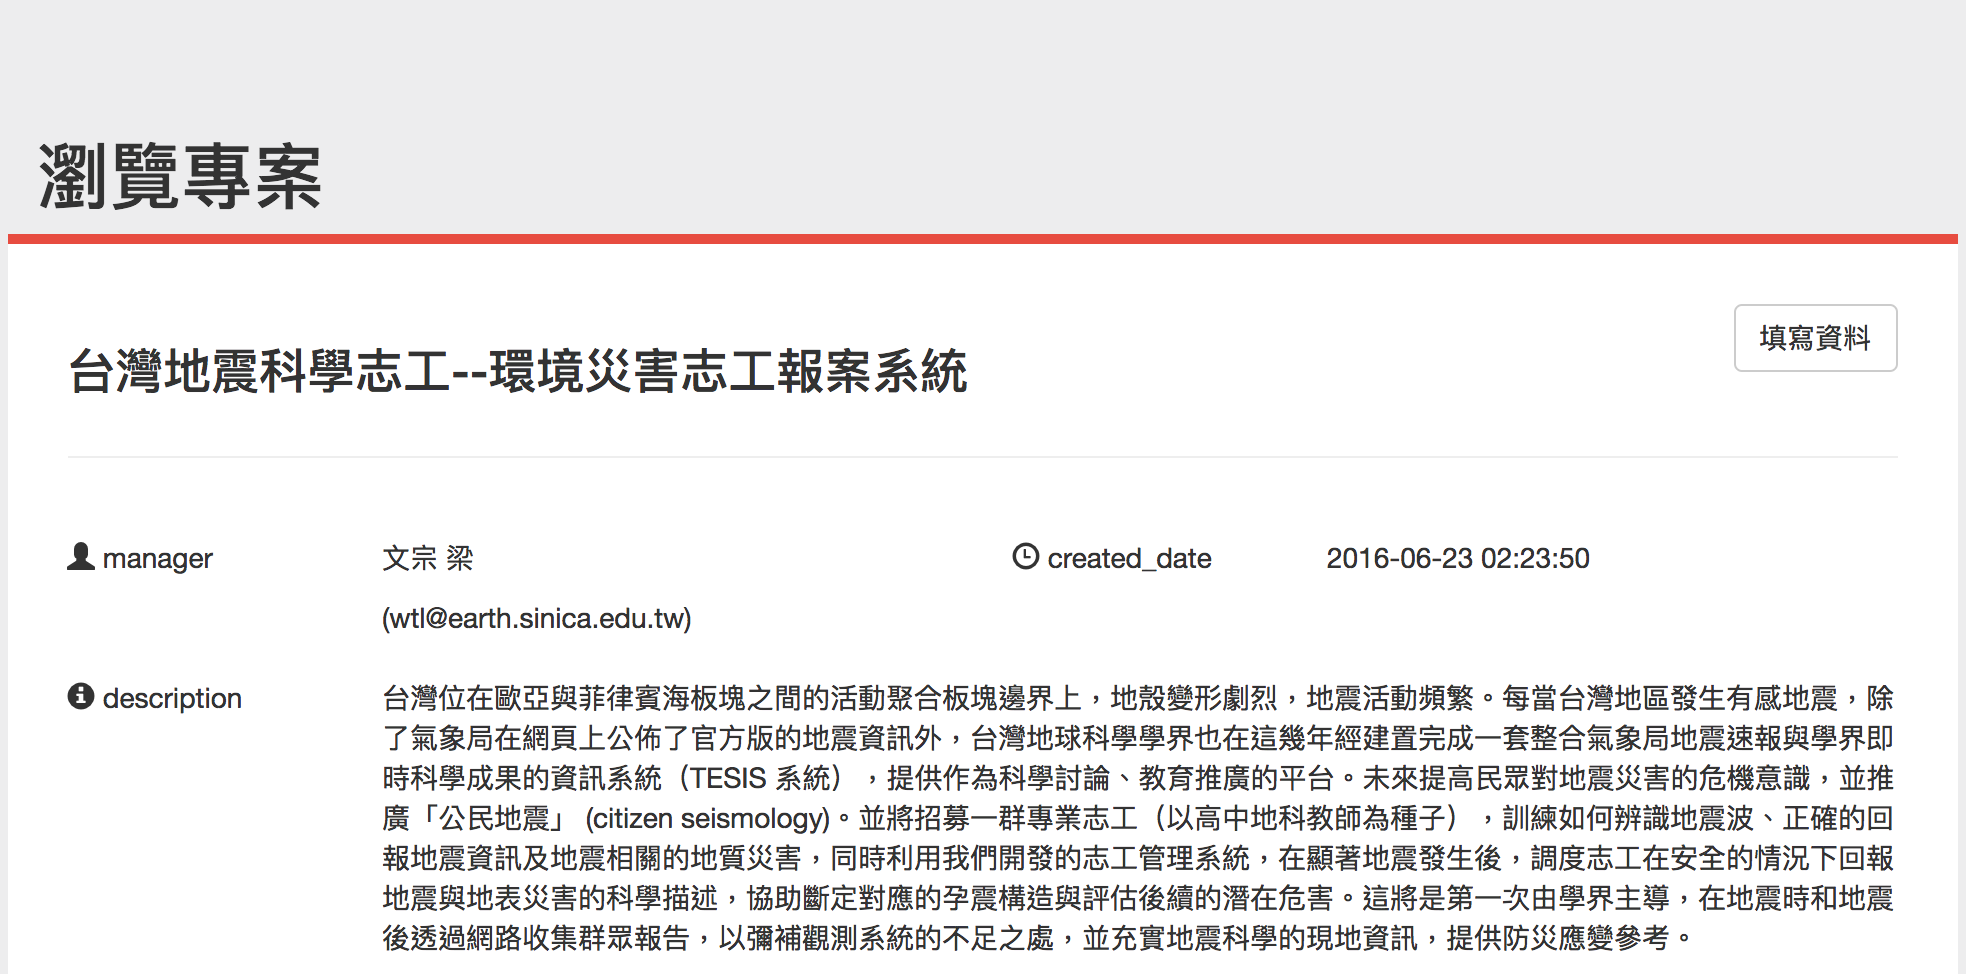 瀏覽專案
填寫資料
台灣地震科學志工--環境災害志工報案系統
manager 文宗 梁 created_date 2016-06-23 02:23:50
(wtl@earth.sinica.edu.tw)
description 台灣位在歐亞與菲律賓海板塊之間的活動聚合板塊邊界上，地殼變形劇烈，地震活動頻繁。每當台灣地區發生有感地震，除
了氣象局在網頁上公佈了官方版的地震資訊外，台灣地球科學學界也在這幾年經建置完成一套整合氣象局地震速報與學界即
時科學成果的資訊系統（TESIS 系統），提供作為科學討論、教育推廣的平台。未來提高民眾對地震災害的危機意識，並推
廣「公民地震」 (citizen seismology)。並將招募一群專業志工（以高中地科教師為種子），訓練如何辨識地震波、正確的回
報地震資訊及地震相關的地質災害，同時利用我們開發的志工管理系統，在顯著地震發生後，調度志工在安全的情況下回報
地震與地表災害的科學描述，協助斷定對應的孕震構造與評估後續的潛在危害。這將是第一次由學界主導，在地震時和地震
後透過網路收集群眾報告，以彌補觀測系統的不足之處，並充實地震科學的現地資訊，提供防災應變參考。